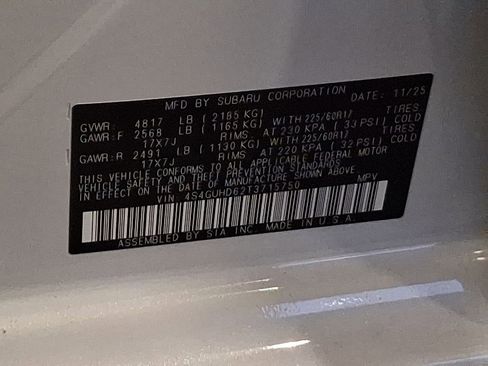 MFD BY SUBARU CORPORATION DATE: 11/25
GVWR: 4817 LB ( 2185 KG) TIRES
GAWR:F 2568 LB ( 1165 KG) WITH 225/60R17
17X7J RIMS AT 230 KPA ( 33 PSI) COLD
GAWR:R 2491 LB ( 1130 KG) WITH 225/60R17 TIRES
17X7J RIMS AT 220 KPA ( 32 PSI) COLD
THIS VEHICLE CONFORMS TO ALL APPLICABLE FEDERAL MOTOR
VEHICLE SAFETY AND THEFT PREVENTION STANDARDS
IN EFFECT ON THE DATE OF MANUFACTURE SHOWN ABOVE
VIN 4S4GUHD62T3715750 MPV
ASSEMBLED BY SIA INC. MADE IN U.S.A.